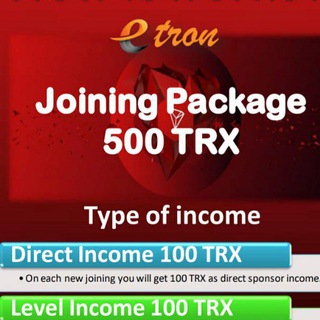 e tron
Joining Package
500 TRX
Type of income
Direct Income 100 TRX
• On each new joining you will get 100 TRX as direct sponsor income.
Level Income 100 TRX